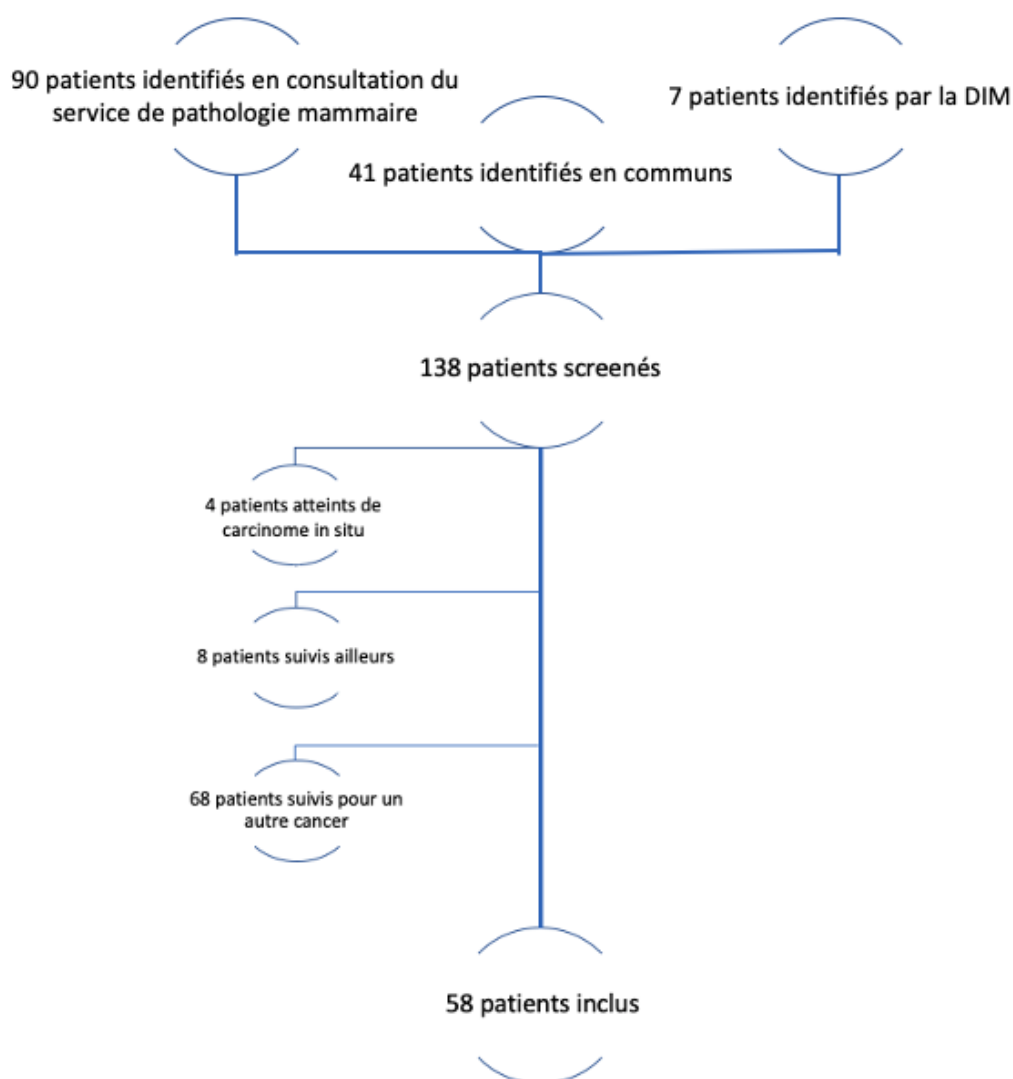 90 patients identifiés en consultation du
service de pathologie mammaire
7 patients identifiés par la DIM
41 patients identifiés en communs
138 patients screenés
4 patients atteints de
carcinome in situ
8 patients suivis ailleurs
68 patients suivis pour un
autre cancer
58 patients inclus